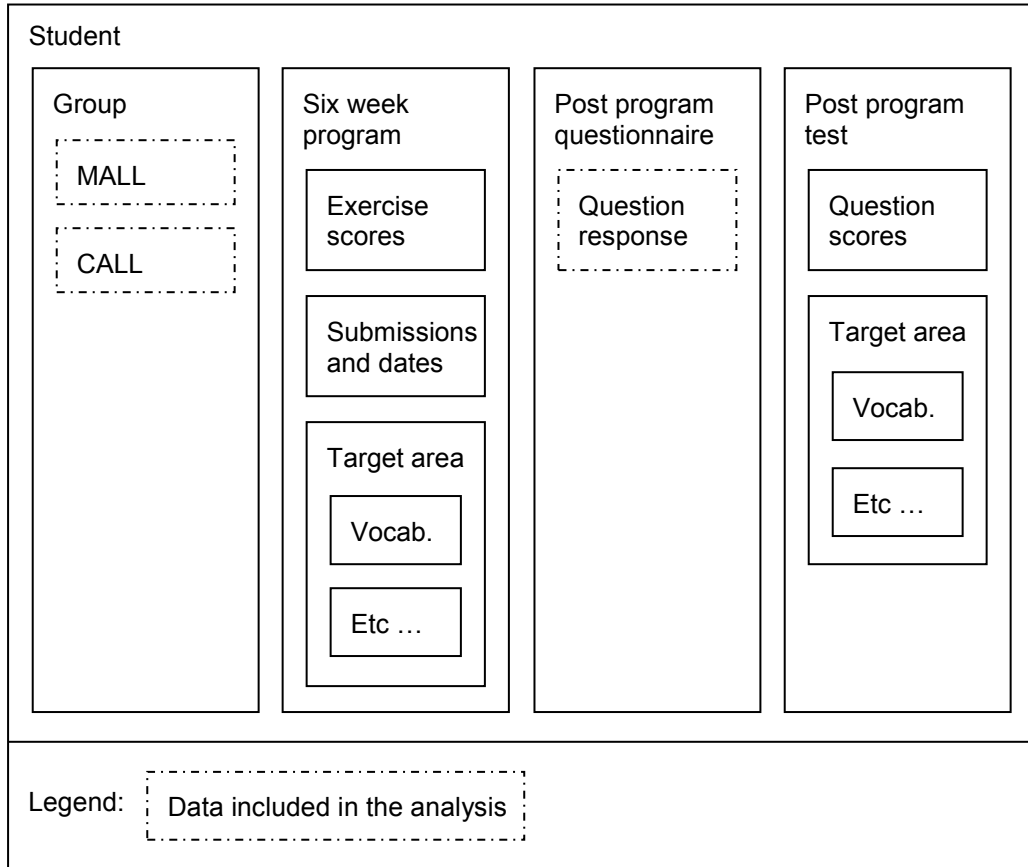 Student
Group
MALL
CALL
Six week
program
Exercise
scores
Submissions
and dates
Target area
Vocab.
Etc …
Post program
questionnaire
Question
response
Post program
test
Question
scores
Target area
Vocab.
Etc …
Legend:
Data included in the analysis